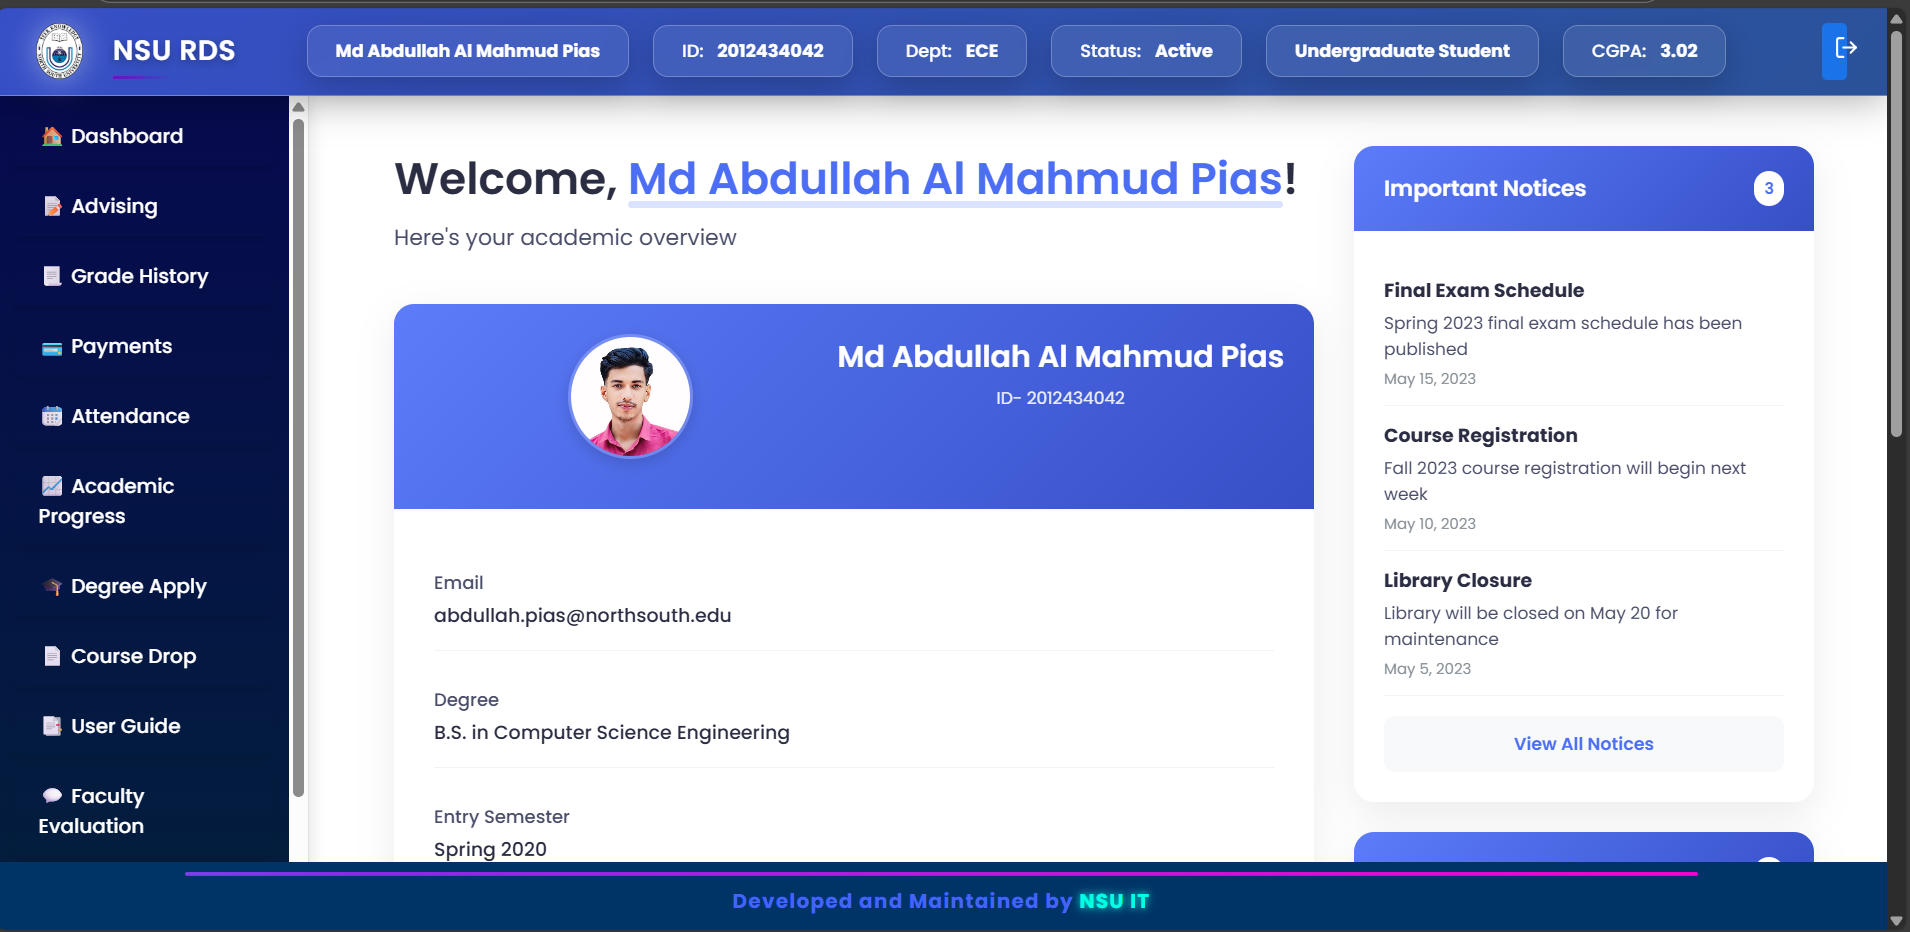 NSU RDS
Md Abdullah Al Mahmud Pias
ID: 2012434042
Dept: ECE
Status: Active
Undergraduate Student
CGPA: 3.02
Dashboard
Advising
Grade History
Payments
Attendance
Academic
Progress
Degree Apply
Course Drop
User Guide
Faculty
Evaluation
Welcome, Md Abdullah Al Mahmud Pias!
Here's your academic overview
Md Abdullah Al Mahmud Pias
ID- 2012434042
Email
abdullah.pias@northsouth.edu
Degree
B.S. in Computer Science Engineering
Entry Semester
Spring 2020
Important Notices
3
Final Exam Schedule
Spring 2023 final exam schedule has been
published
May 15, 2023
Course Registration
Fall 2023 course registration will begin next
week
May 10, 2023
Library Closure
Library will be closed on May 20 for
maintenance
May 5, 2023
View All Notices
Developed and Maintained by NSU IT